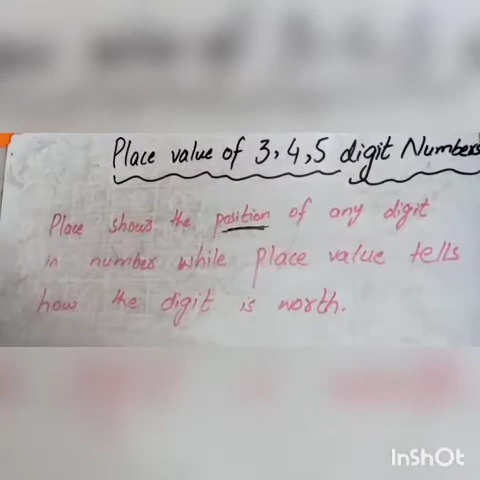 Place value of 3,4,5 digit Numbers
Place shows the position of any digit
in number while Place value tells
how the digit is worth.
InShOt